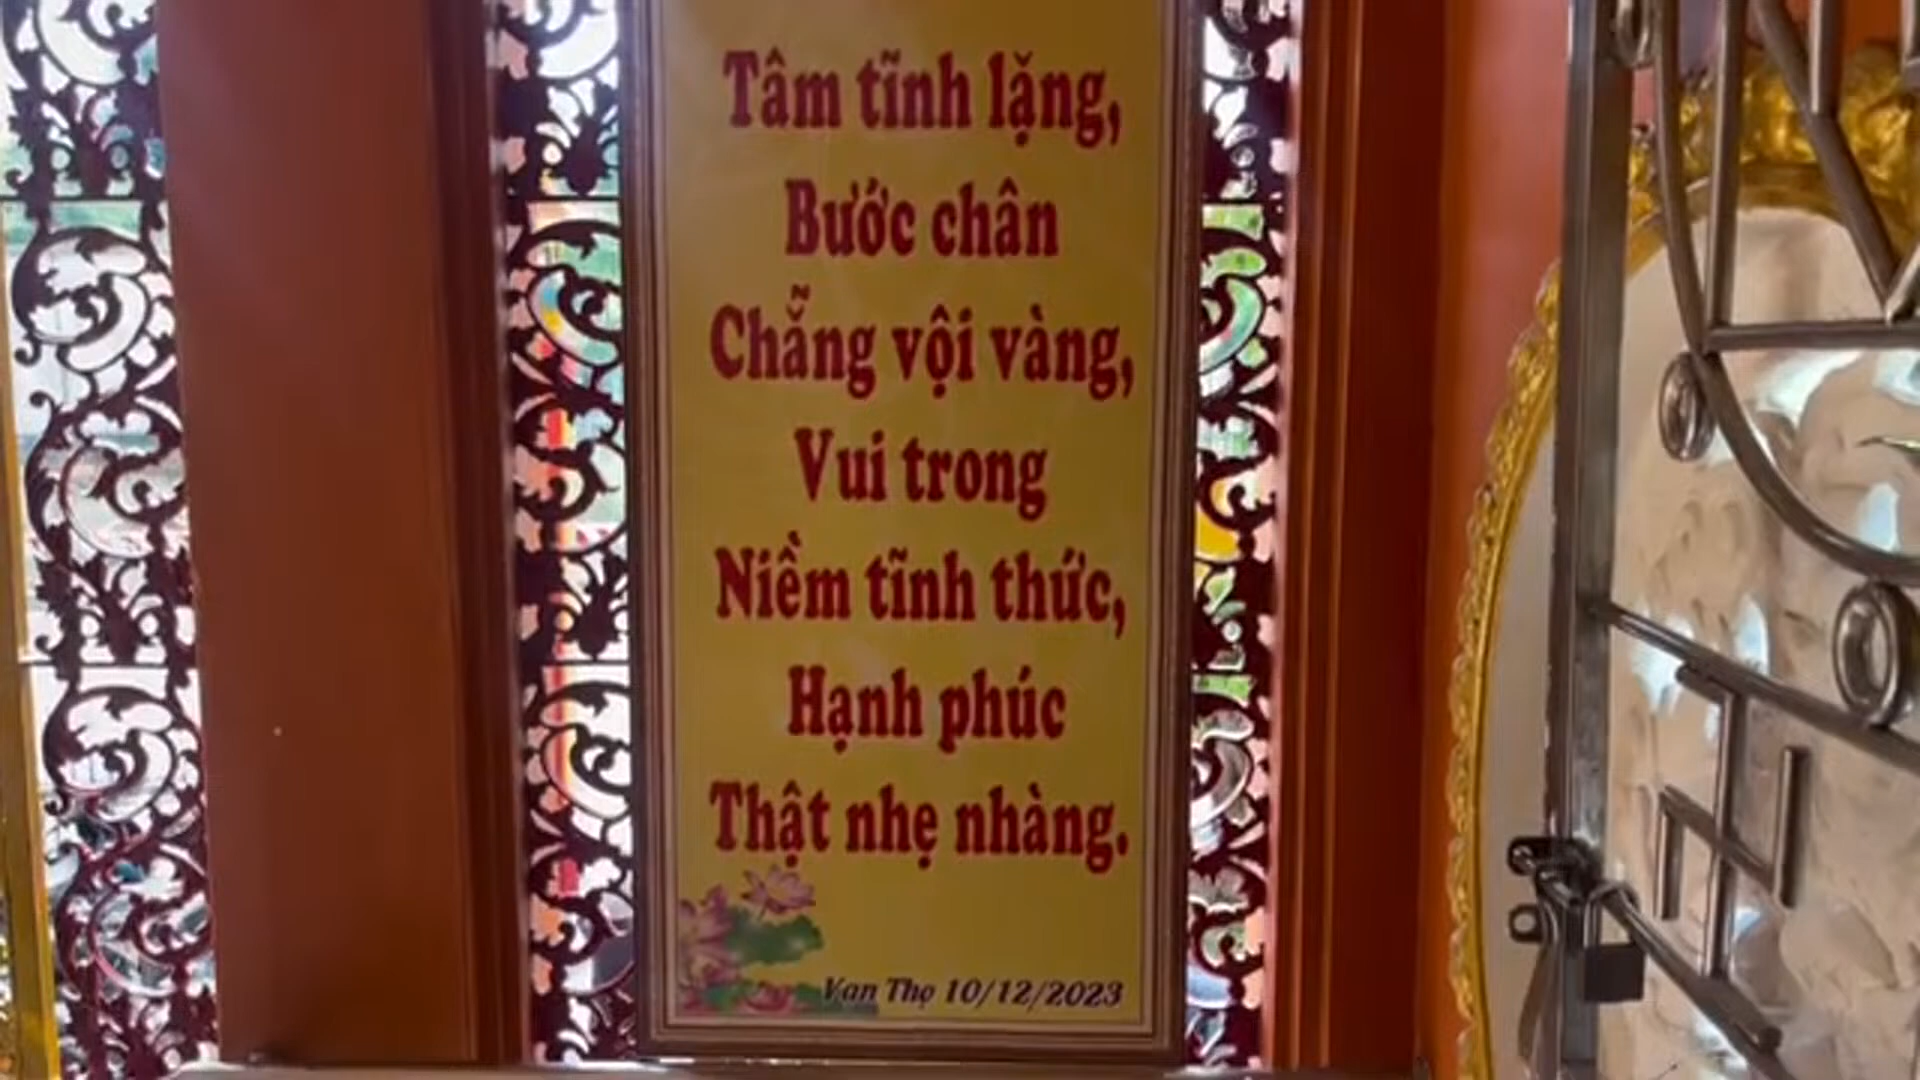 Tâm tĩnh lặng,
Bước chân
Chẵng vội vàng,
Vui trong
Niềm tĩnh thức,
Hạnh phúc
Thật nhẹ nhàng.
Vạn Thọ 10/12/2023